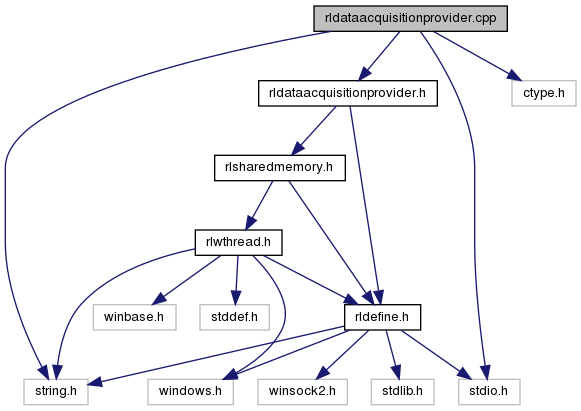 rldataacquisitionprovider.cpp
rldataacquisitionprovider.h
ctype.h
rlsharedmemory.h
rlwthread.h
winbase.h
stddef.h
rldefine.h
string.h
windows.h
winsock2.h
stdlib.h
stdio.h